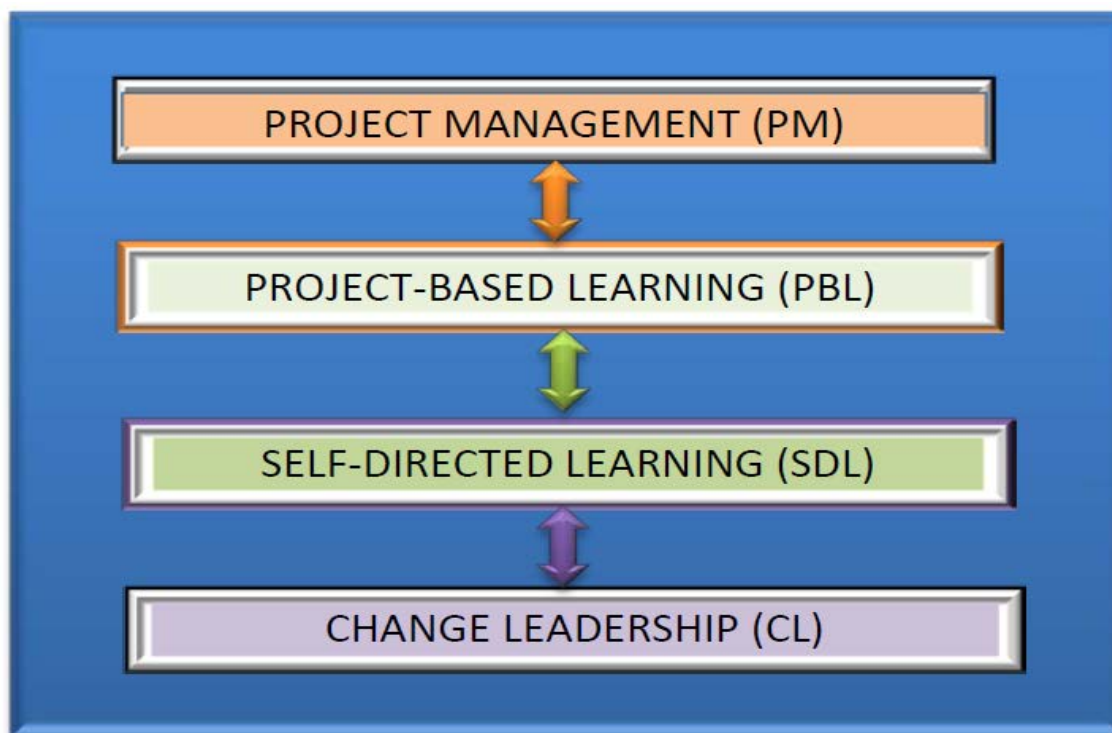 PROJECT MANAGEMENT (PM)
PROJECT-BASED LEARNING (PBL)
SELF-DIRECTED LEARNING (SDL)
CHANGE LEADERSHIP (CL)